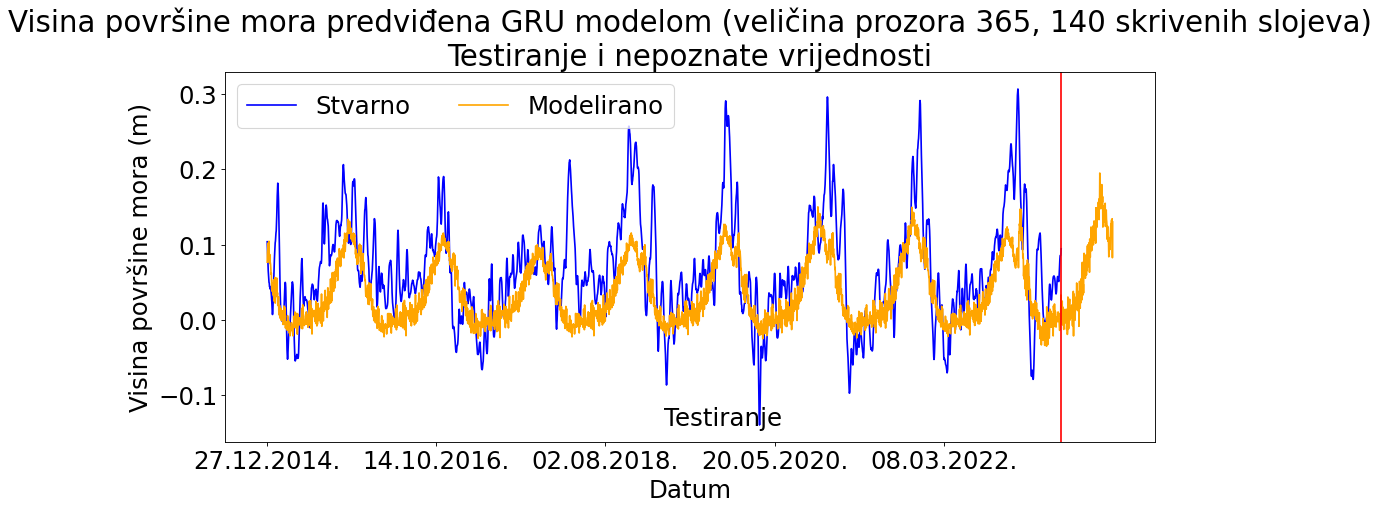 Visina površine mora predviđena GRU modelom (veličina prozora 365, 140 skrivenih slojeva)
Testiranje i nepoznate vrijednosti
Stvarno
Modelirano
Visina površine mora (m)
0.3
0.2
0.1
0.0
−0.1
Testiranje
27.12.2014.
14.10.2016.
02.08.2018.
20.05.2020.
08.03.2022.
Datum